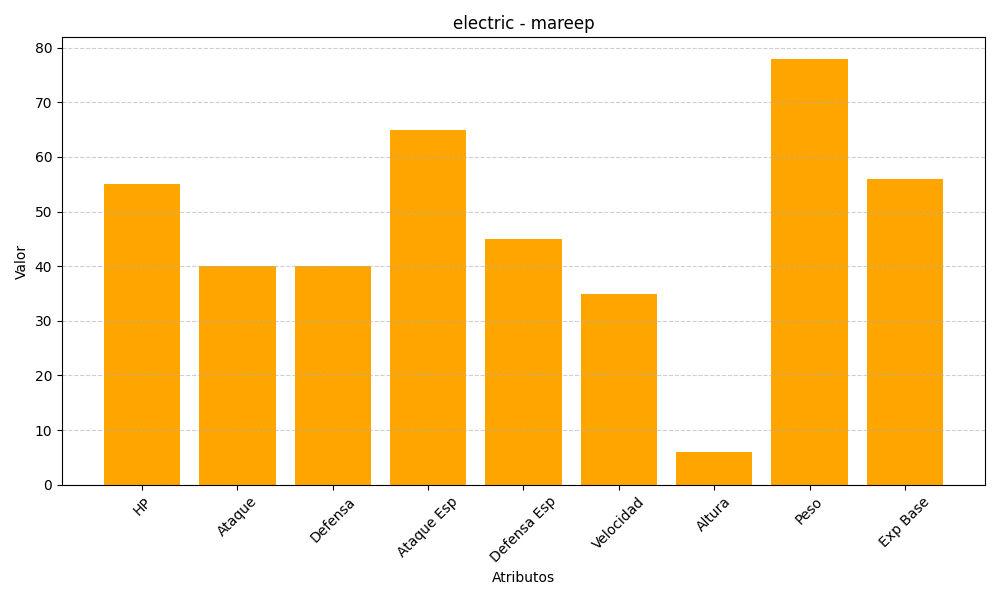 electric - mareep
Valor
80
70
60
50
40
30
20
10
0
HP
Ataque
Defensa
Ataque Esp
Defensa Esp
Velocidad
Altura
Peso
Exp Base
Atributos